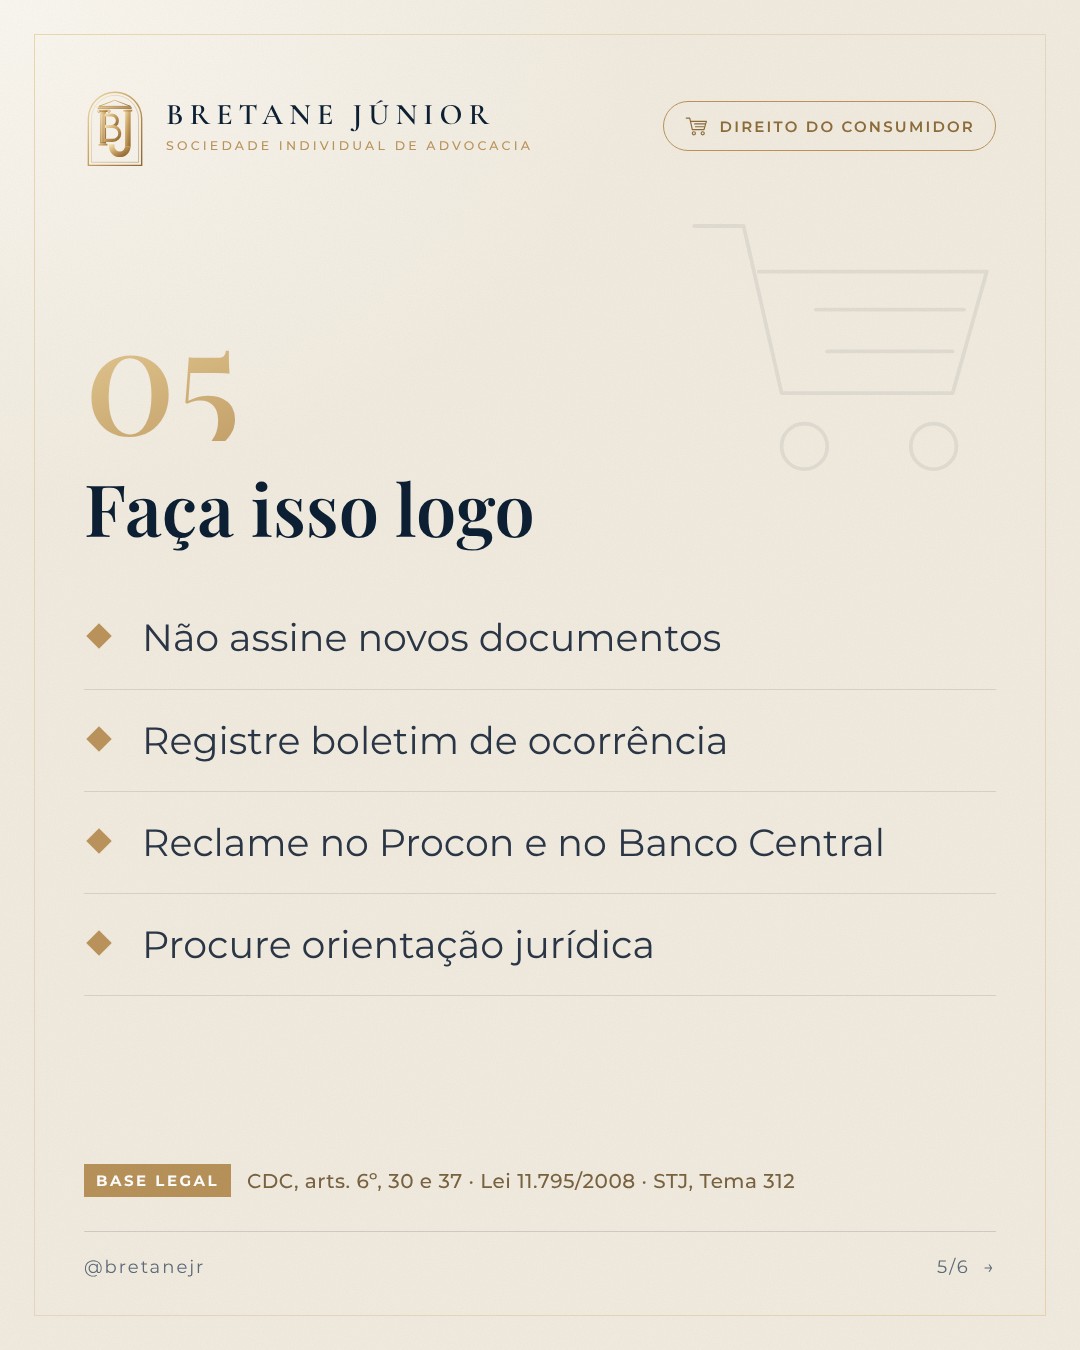 BJ
BRETANE JÚNIOR
SOCIEDADE INDIVIDUAL DE ADVOCACIA
DIREITO DO CONSUMIDOR
05
Faça isso logo
Não assine novos documentos
Registre boletim de ocorrência
Reclame no Procon e no Banco Central
Procure orientação jurídica
BASE LEGAL CDC, arts. 6º, 30 e 37 · Lei 11.795/2008 · STJ, Tema 312
@bretanejr
5/6 →